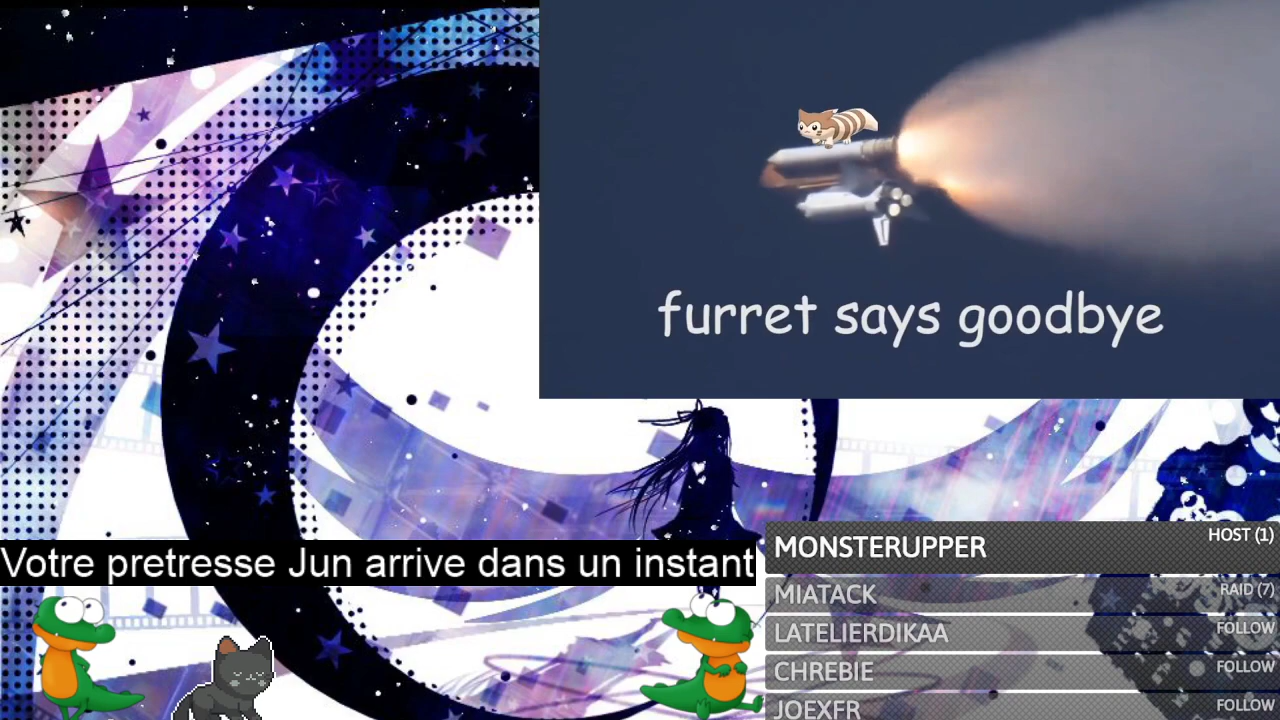 furret says goodbye
Votre pretresse Jun arrive dans un instant
MONSTERUPPER HOST (1)
MIATACK RAID (7)
LATELIERDIKAA FOLLOW
CHREBIE FOLLOW
JOEXFR FOLLOW